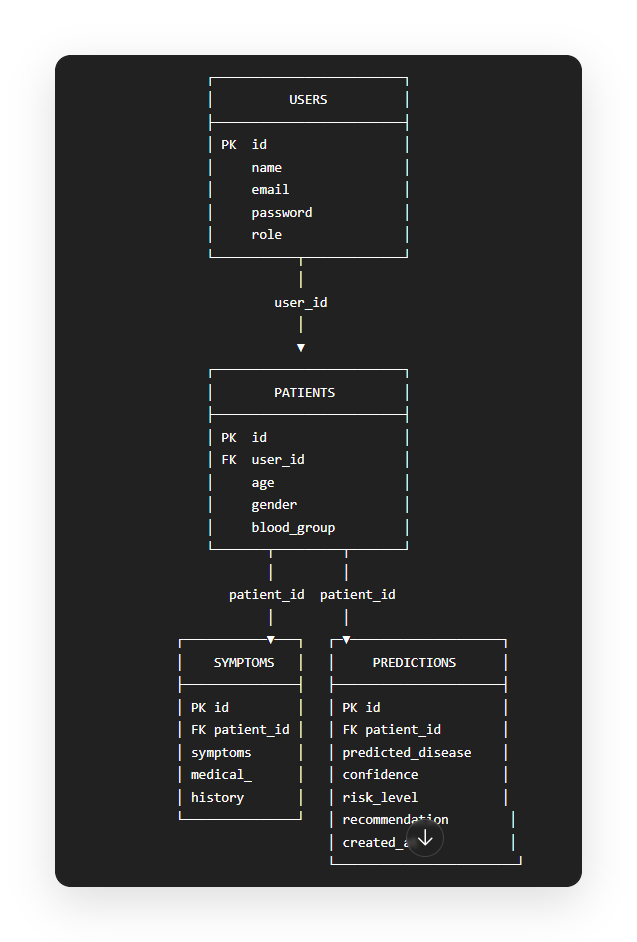 USERS
PK id
name
email
password
role
user_id
PATIENTS
PK id
FK user_id
age
gender
blood_group
patient_id patient_id
SYMPTOMS
PK id
FK patient_id
symptoms
medical_
history
PREDICTIONS
PK id
FK patient_id
predicted_disease
confidence
risk_level
recommendation